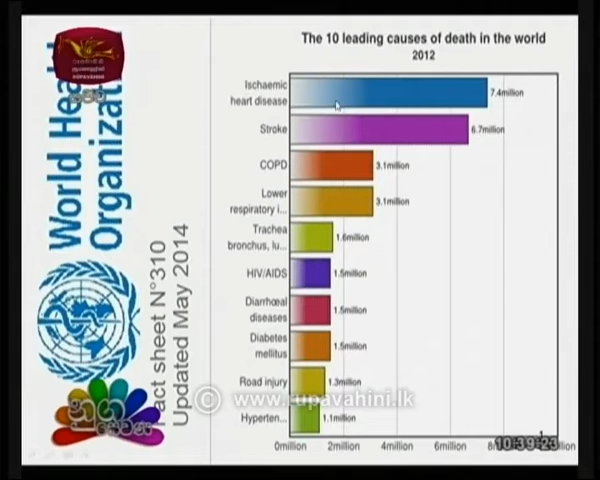 World Heal
Organizat
Fact sheet N°310
Updated May 2014
The 10 leading causes of death in the world
2012
Ischaemic
heart disease
7.4million
Stroke
6.7million
COPD
3.1million
Lower
respiratory i...
3.1million
Trachea
bronchus, lu...
1.6million
HIV/AIDS
1.5million
Diarrhœal
diseases
1.5million
Diabetes
mellitus
1.5million
Road injury
1.3million
Hyperten...
1.1million
0million 2million 4million 6million
10:39:23
© www.rupavahini.lk